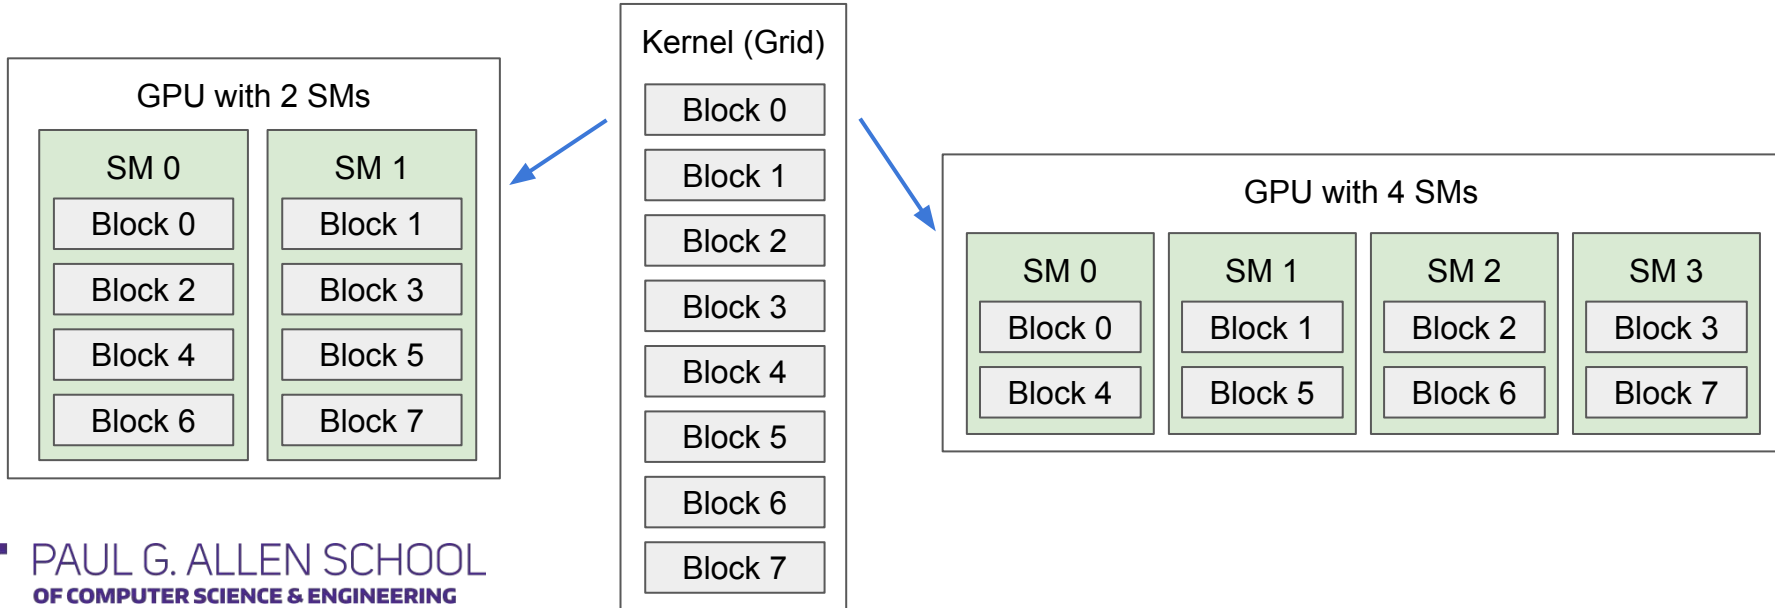 GPU with 2 SMs
SM 0
Block 0
Block 2
Block 4
Block 6
SM 1
Block 1
Block 3
Block 5
Block 7
Kernel (Grid)
Block 0
Block 1
Block 2
Block 3
Block 4
Block 5
Block 6
Block 7
GPU with 4 SMs
SM 0
Block 0
Block 4
SM 1
Block 1
Block 5
SM 2
Block 2
Block 6
SM 3
Block 3
Block 7
PAUL G. ALLEN SCHOOL
OF COMPUTER SCIENCE & ENGINEERING